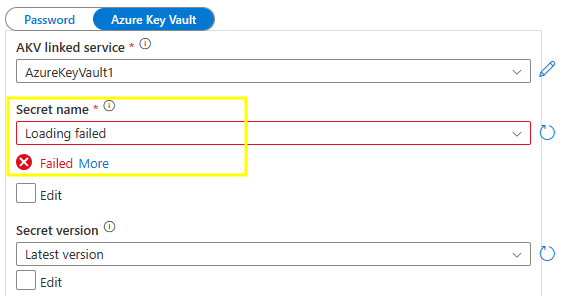 Password Azure Key Vault
AKV linked service *
AzureKeyVault1
Secret name *
Loading failed
Failed More
Edit
Secret version
Latest version
Edit